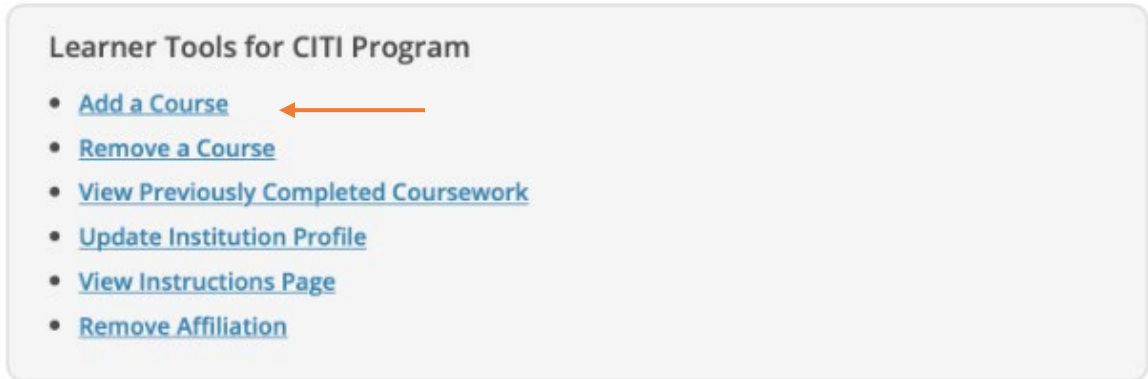 Learner Tools for CITI Program
Add a Course
Remove a Course
View Previously Completed Coursework
Update Institution Profile
View Instructions Page
Remove Affiliation